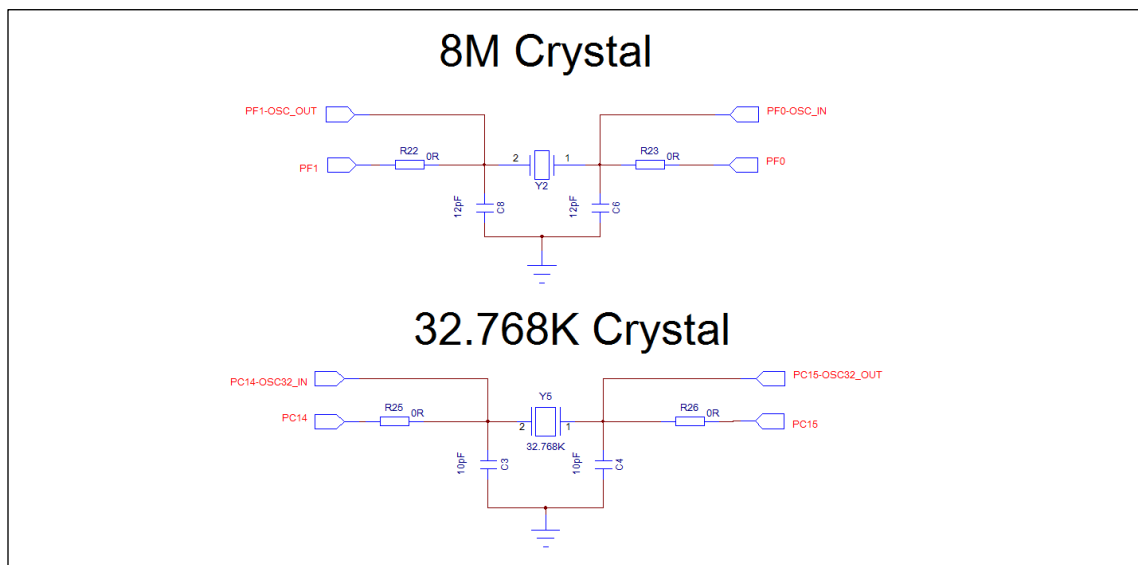 8M Crystal
PF1-OSC_OUT
PF0-OSC_IN
R22
0R
R23
0R
PF1
2
1
PF0
Y2
12pF
C8
12pF
C6
32.768K Crystal
PC14-OSC32_IN
PC15-OSC32_OUT
Y5
R25
0R
R26
0R
PC14
2
1
PC15
32.768K
10pF
C3
10pF
C4